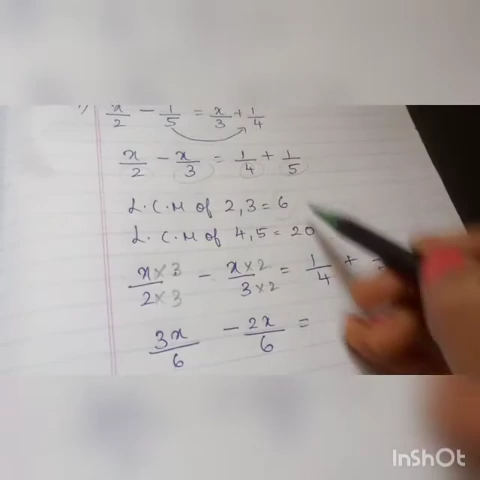 1) x/2 - 1/5 = x/3 + 1/4
x/2 - x/3 = 1/4 + 1/5
L.C.M of 2,3 = 6
L.C.M of 4,5 = 20
x×3/2×3 - x×2/3×2 = 1/4 +
3x/6 - 2x/6 =
InShOt